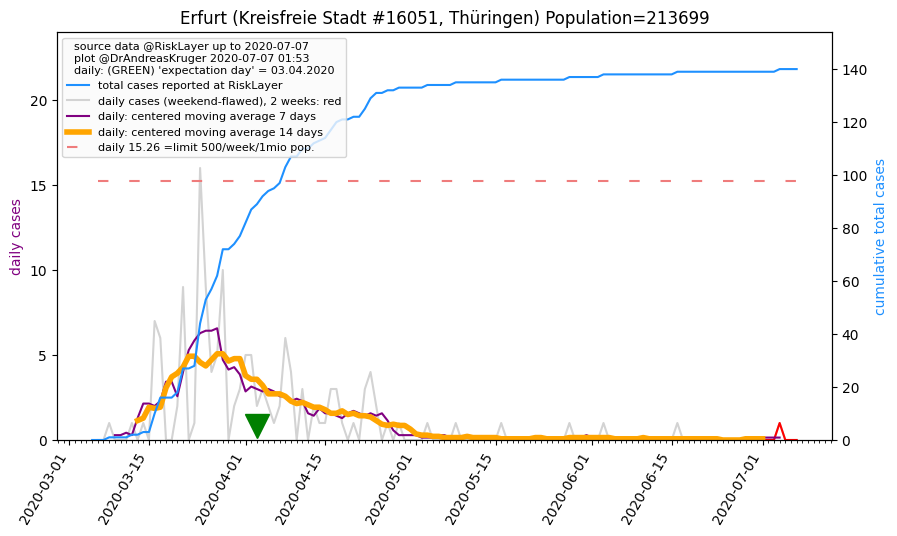 Erfurt (Kreisfreie Stadt #16051, Thüringen) Population=213699
source data @RiskLayer up to 2020-07-07
plot @DrAndreasKruger 2020-07-07 01:53
daily: (GREEN) 'expectation day' = 03.04.2020
total cases reported at RiskLayer
daily cases (weekend-flawed), 2 weeks: red
daily: centered moving average 7 days
daily: centered moving average 14 days
daily 15.26 =limit 500/week/1mio pop.
daily cases
20
15
10
5
0
cumulative total cases
140
120
100
80
60
40
20
0
2020-03-01
2020-03-15
2020-04-01
2020-04-15
2020-05-01
2020-05-15
2020-06-01
2020-06-15
2020-07-01